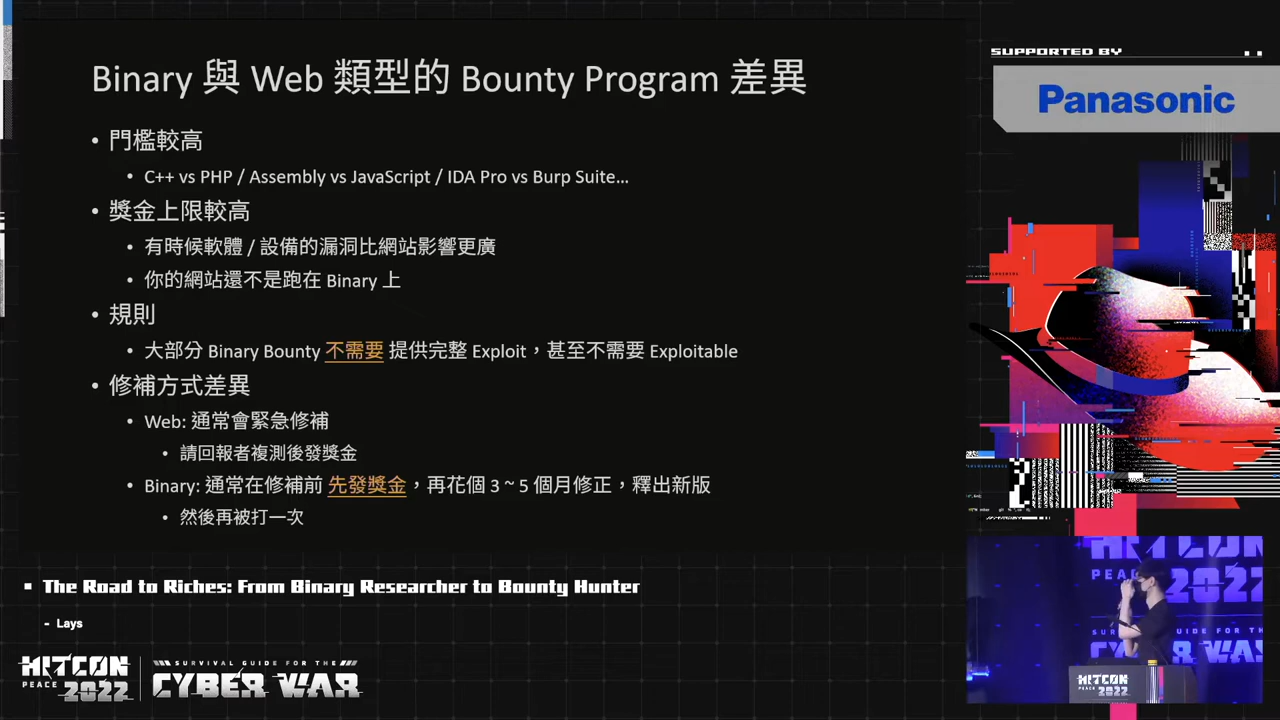 Binary 與 Web 類型的 Bounty Program 差異
• 門檻較高
• C++ vs PHP / Assembly vs JavaScript / IDA Pro vs Burp Suite...
• 獎金上限較高
• 有時候軟體 / 設備的漏洞比網站影響更廣
• 你的網站還不是跑在 Binary 上
• 規則
• 大部分 Binary Bounty 不需要 提供完整 Exploit，甚至不需要 Exploitable
• 修補方式差異
• Web: 通常會緊急修補
• 請回報者複測後發獎金
• Binary: 通常在修補前 先發獎金，再花個 3 ~ 5 個月修正，釋出新版
• 然後再被打一次
SUPPORTED BY
Panasonic
The Road to Riches: From Binary Researcher to Bounty Hunter
- Lays
HITCON
PEACE 2022
SURVIVAL GUIDE FOR THE
CYBER WAR
HITCON
2022
HITCON
2022